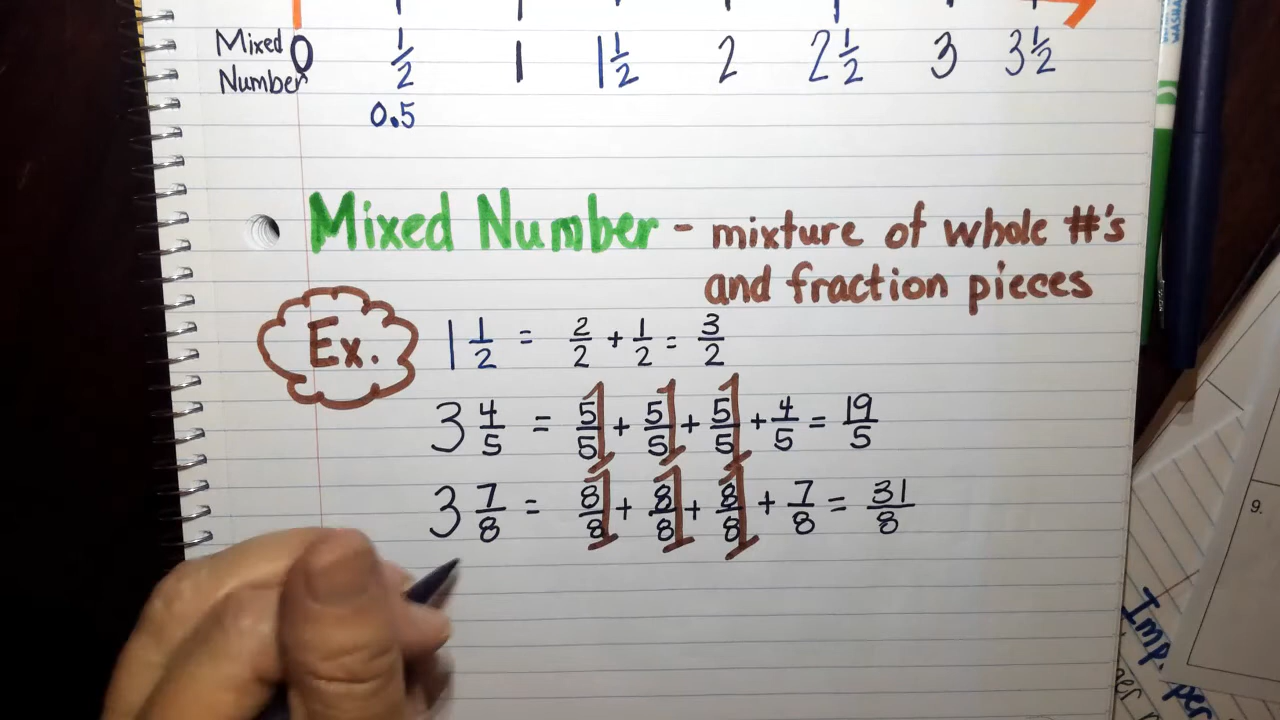 Mixed Number 0 1/2 1 1 1/2 2 2 1/2 3 3 1/2
0.5
Mixed Number - mixture of whole #'s
and fraction pieces
Ex. 1 1/2 = 2/2 + 1/2 = 3/2
3 4/5 = 5/5 + 5/5 + 5/5 + 4/5 = 19/5
3 7/8 = 8/8 + 8/8 + 8/8 + 7/8 = 31/8
9.
Imp.